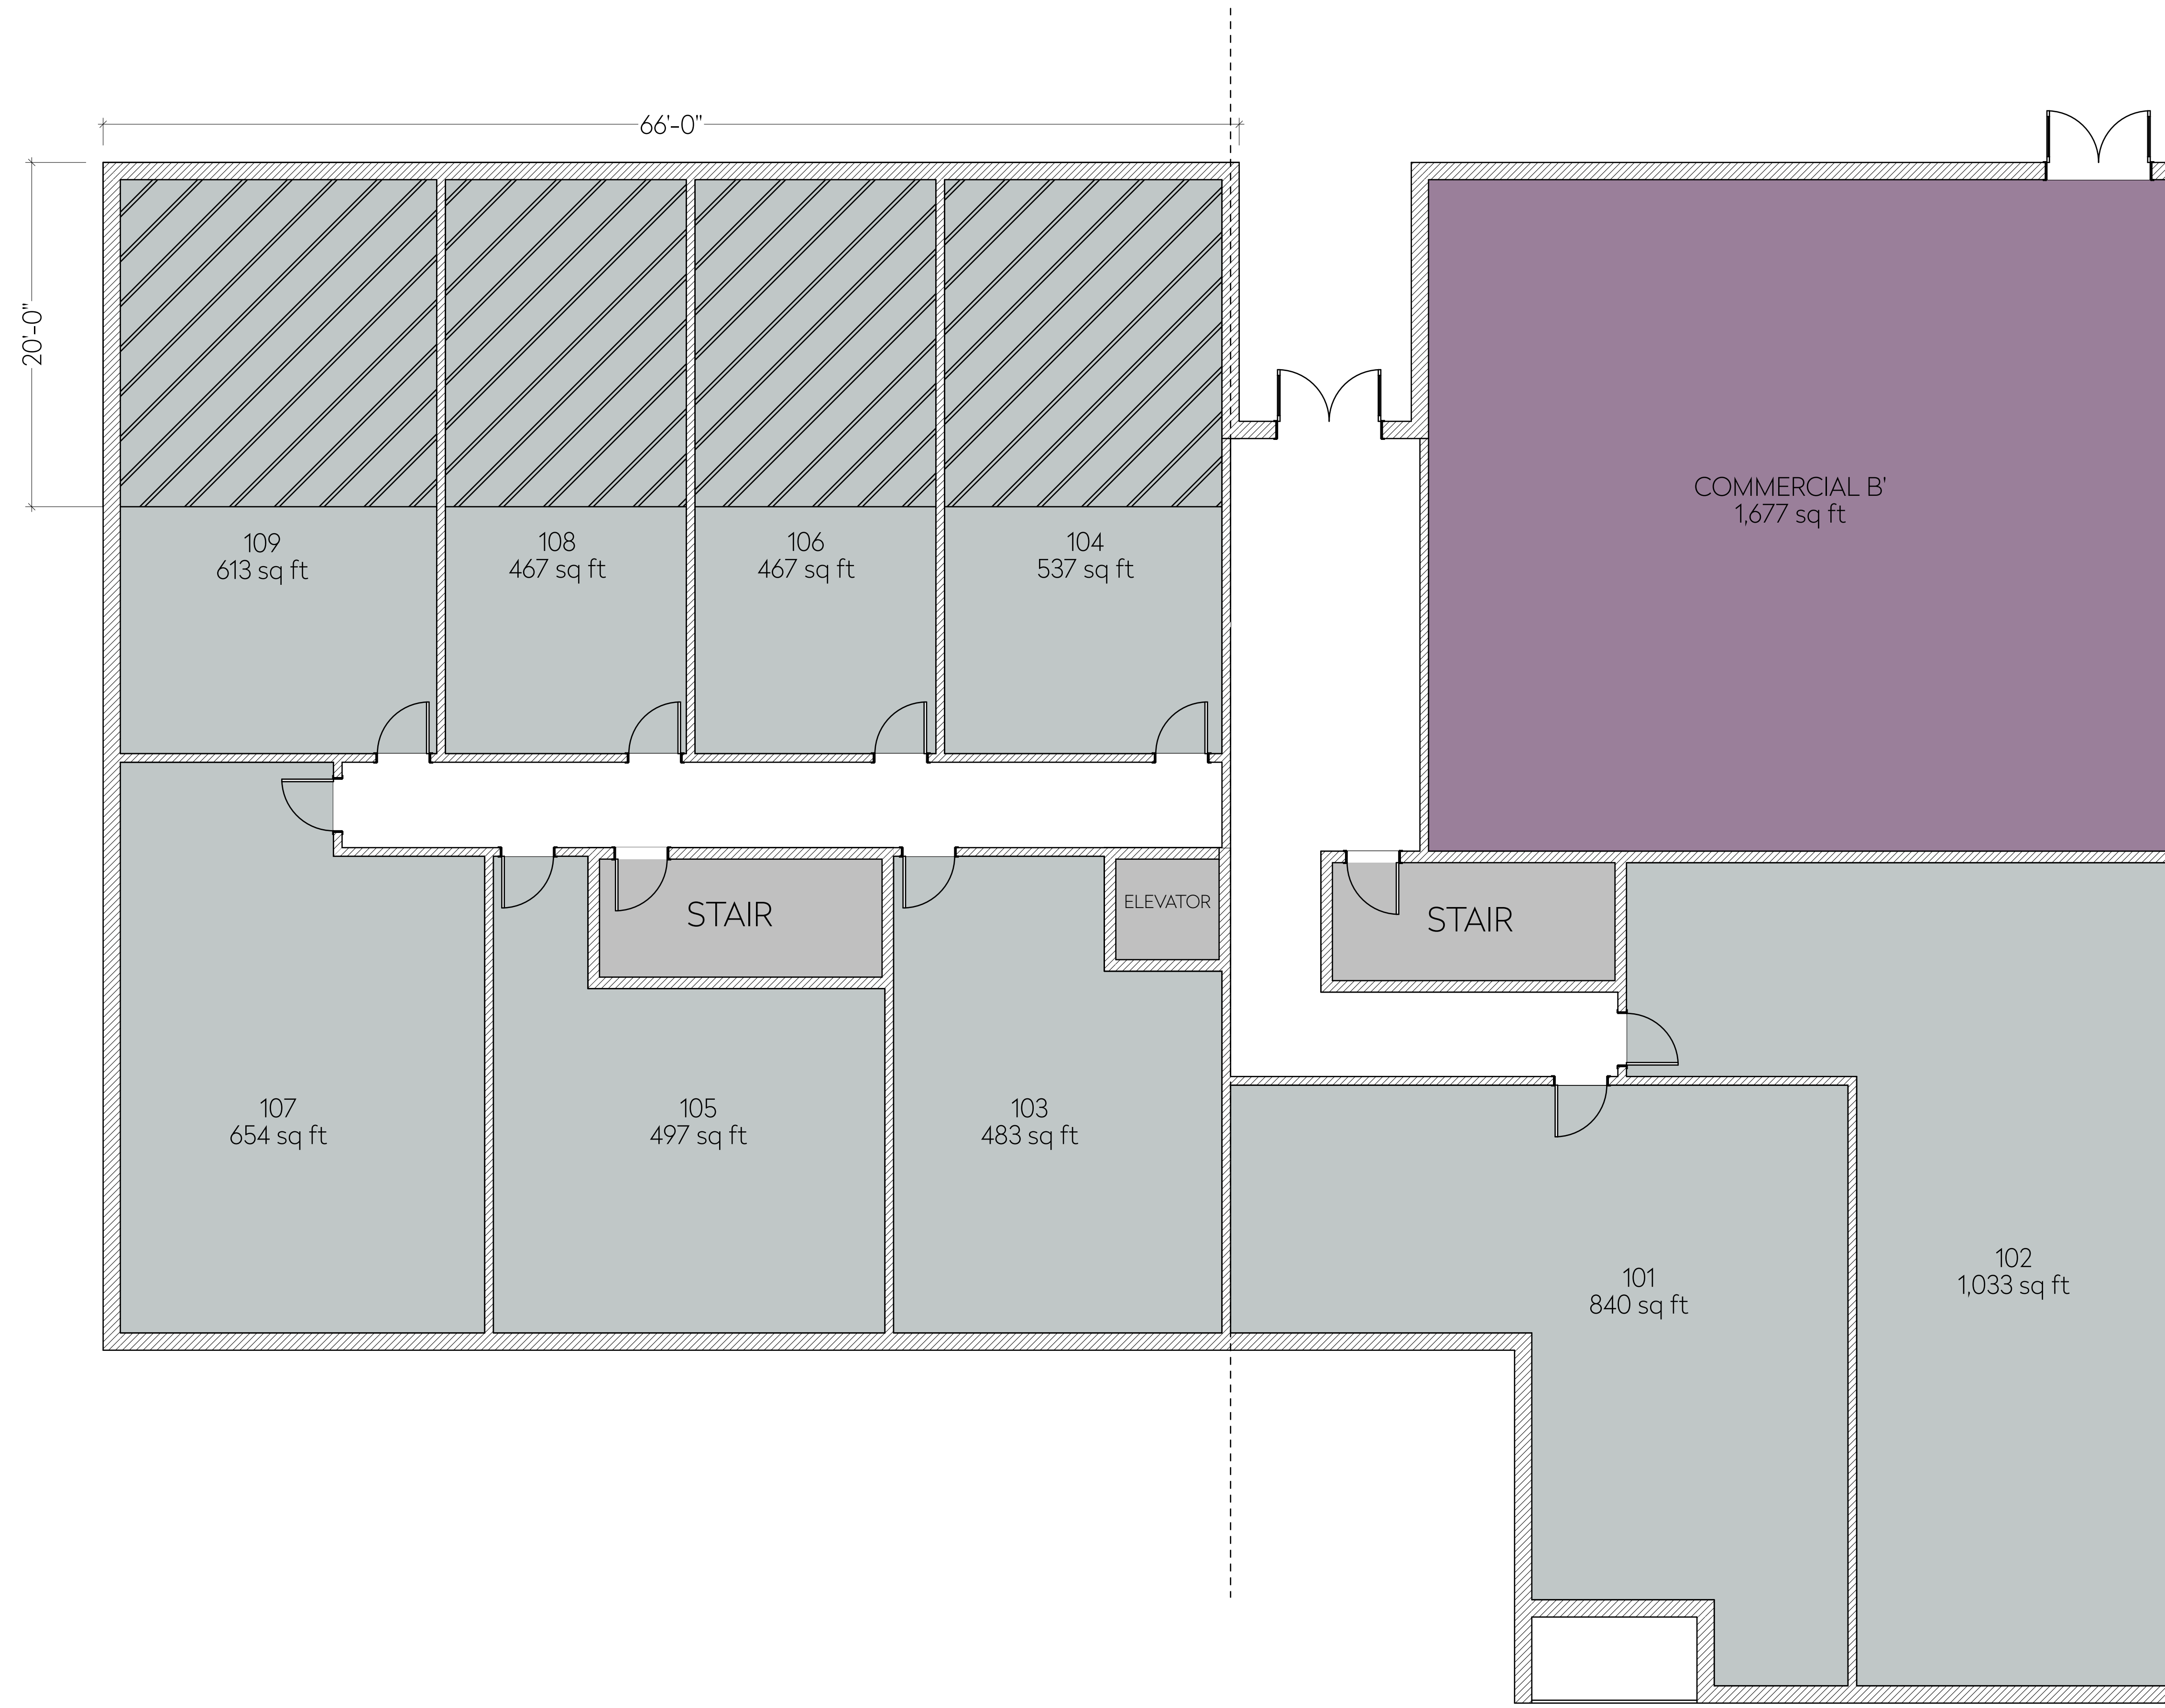 66'-0"
20'-0"
109
613 sq ft
108
467 sq ft
106
467 sq ft
104
537 sq ft
COMMERCIAL B'
1,677 sq ft
STAIR
ELEVATOR
STAIR
107
654 sq ft
105
497 sq ft
103
483 sq ft
101
840 sq ft
102
1,033 sq ft